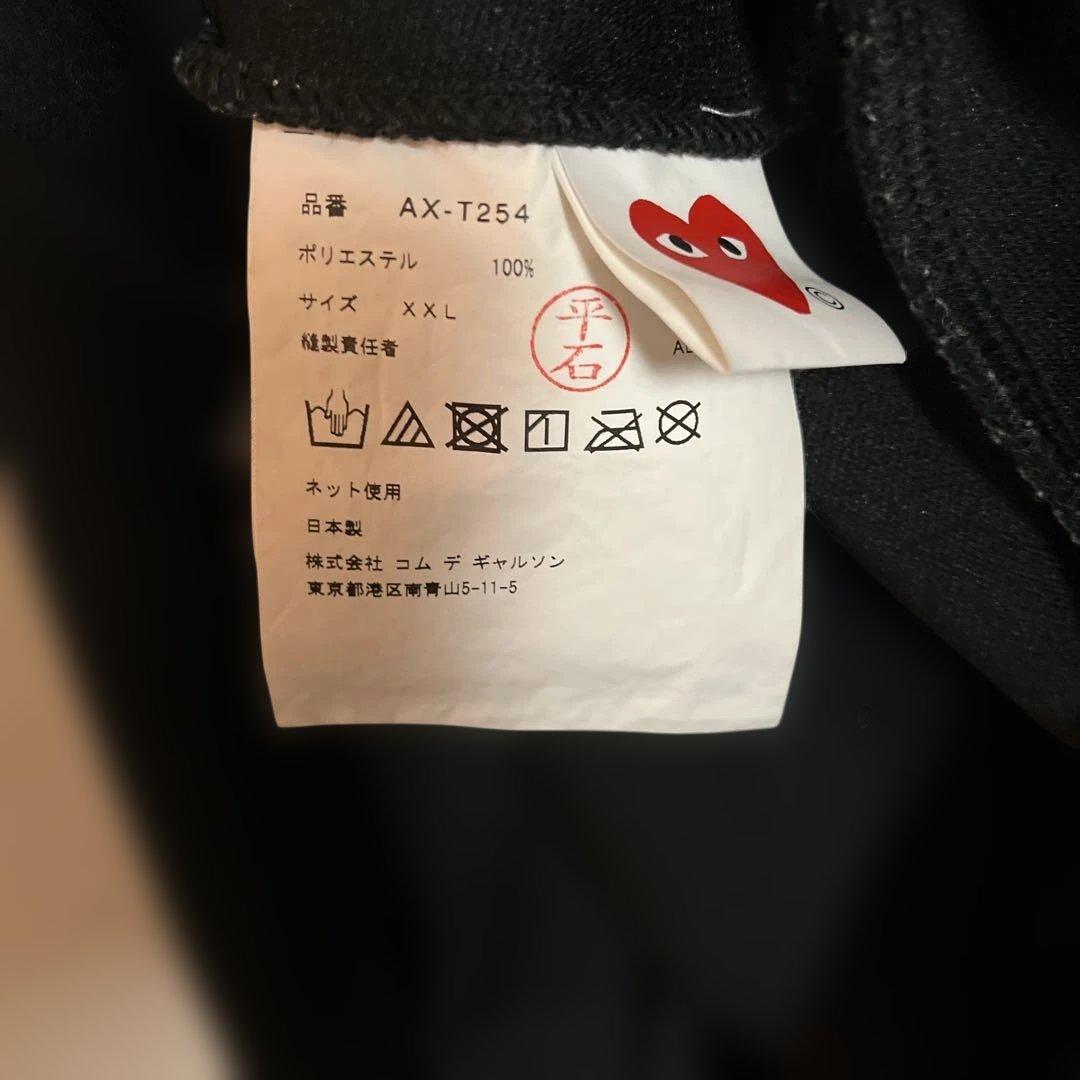 品番 AX-T254
ポリエステル 100%
サイズ XXL
縫製責任者 平石
ネット使用
日本製
株式会社 コム デ ギャルソン
東京都港区南青山5-11-5
©